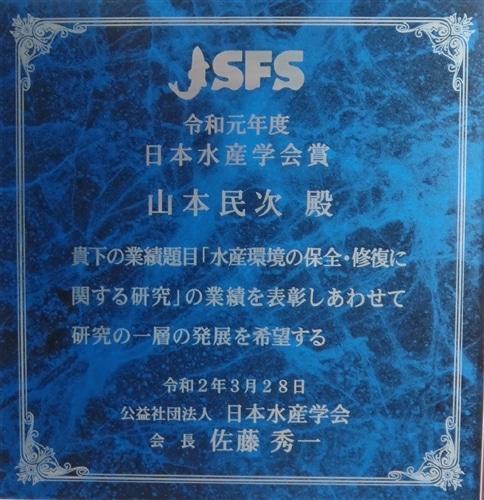 JSFS
令和元年度
日本水産学会賞
山本民次 殿
貴下の業績題目「水産環境の保全・修復に
関する研究」の業績を表彰しあわせて
研究の一層の発展を希望する
令和2年3月28日
公益社団法人 日本水産学会
会長 佐藤秀一